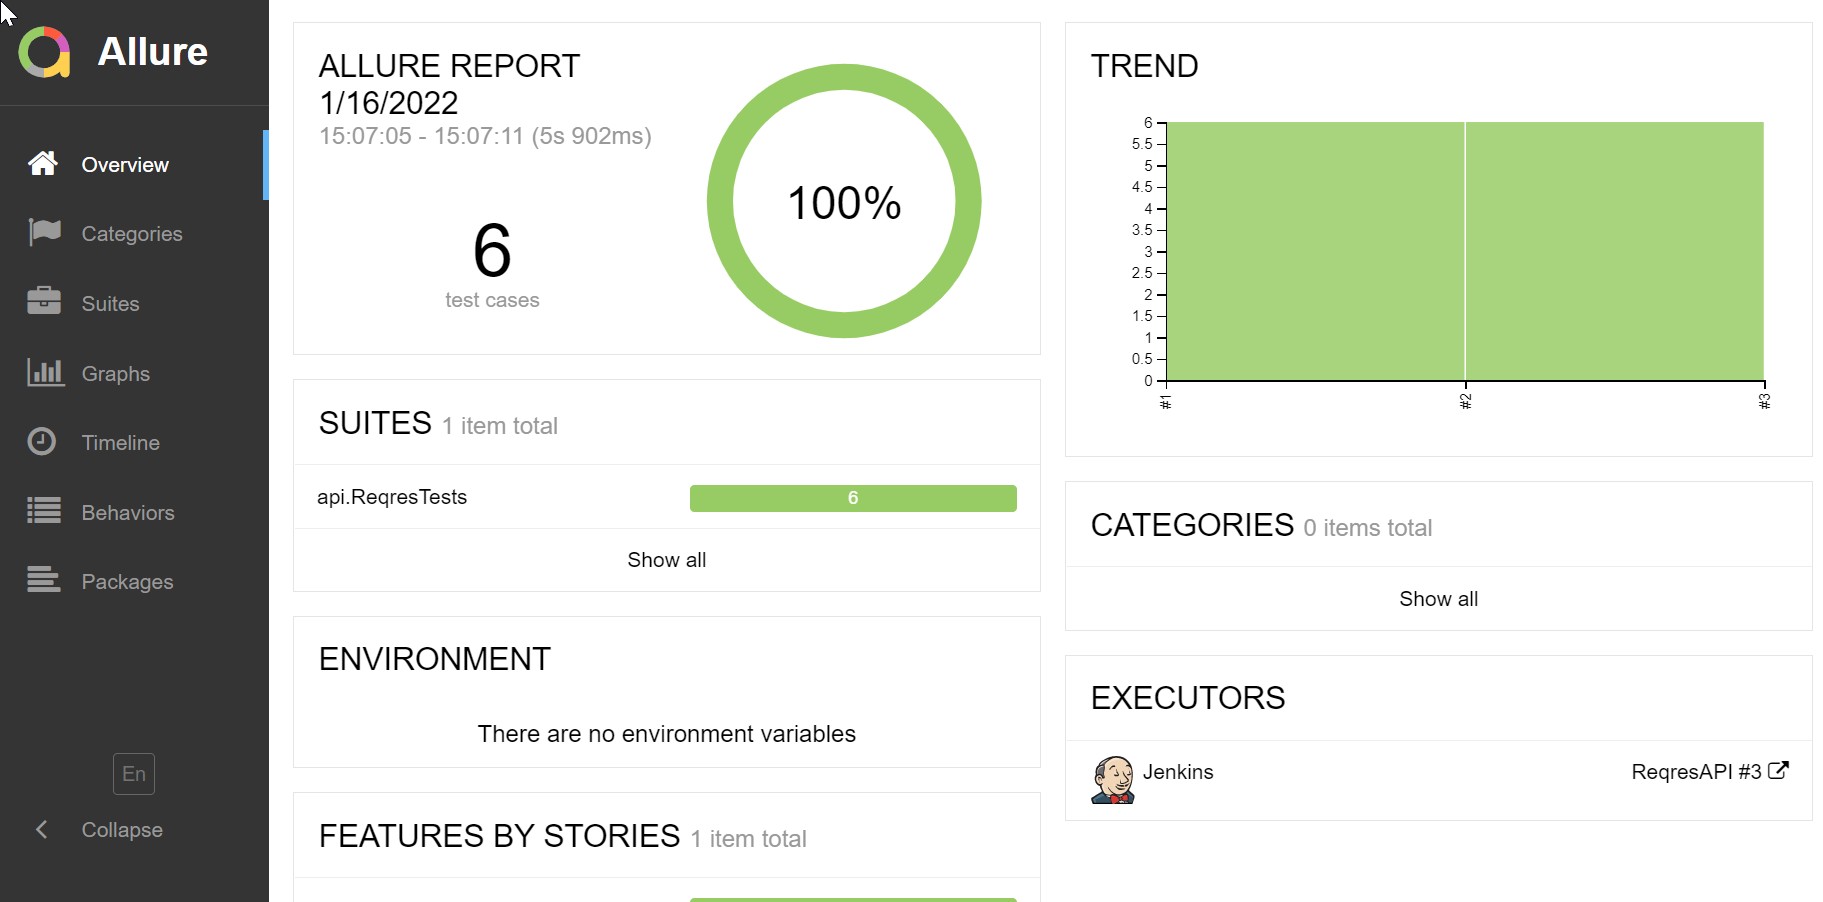 Allure
Overview
Categories
Suites
Graphs
Timeline
Behaviors
Packages
En
Collapse
ALLURE REPORT
1/16/2022
15:07:05 - 15:07:11 (5s 902ms)
6
test cases
100%
SUITES 1 item total
api.ReqresTests 6
Show all
ENVIRONMENT
There are no environment variables
FEATURES BY STORIES 1 item total
TREND
6
5.5
5
4.5
4
3.5
3
2.5
2
1.5
1
0.5
0
#1 #2 #3
CATEGORIES 0 items total
Show all
EXECUTORS
Jenkins ReqresAPI #3